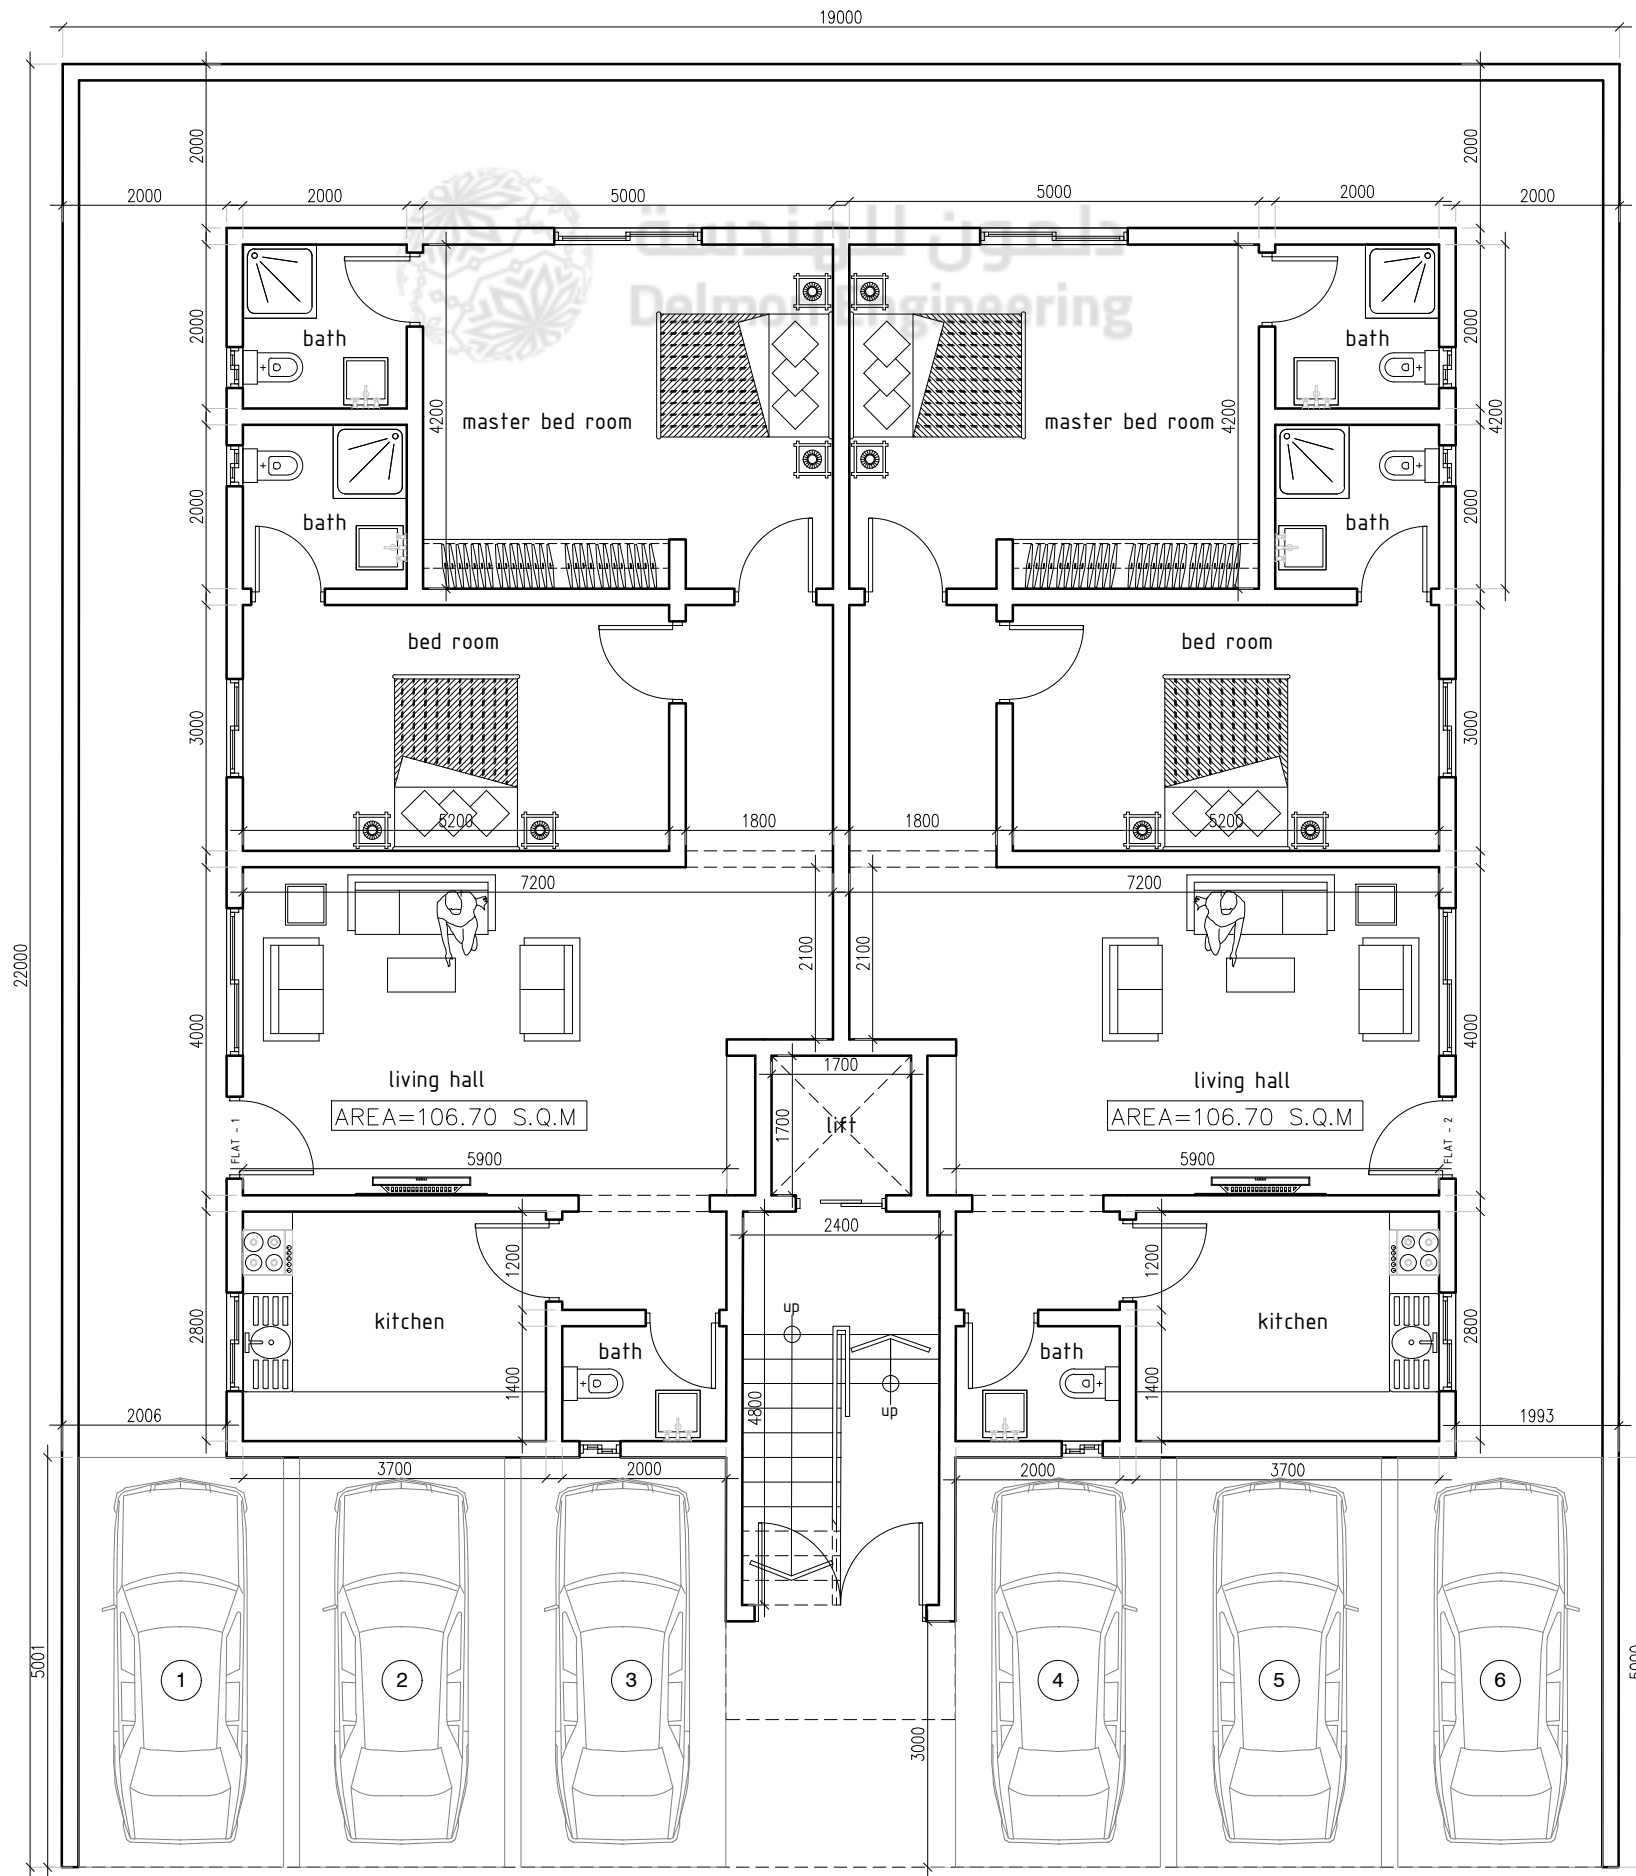 19000
2000
2000
2000
2000
5000
5000
2000
2000
دلمون للهندسة
Delmon Engineering
2000
bath
bath
2000
4200
master bed room
master bed room
4200
4200
2000
bath
bath
2000
bed room
bed room
3000
3000
5200
1800
1800
5200
7200
7200
22000
2100
2100
4000
4000
living hall
living hall
1700
AREA=106.70 S.Q.M
AREA=106.70 S.Q.M
1700
lift
FLAT - 1
FLAT - 2
5900
5900
2400
1200
1200
up
kitchen
kitchen
2800
2800
bath
bath
1400
1400
4800
up
2006
1993
3700
2000
2000
3700
5001
5000
1
2
3
4
5
6
3000